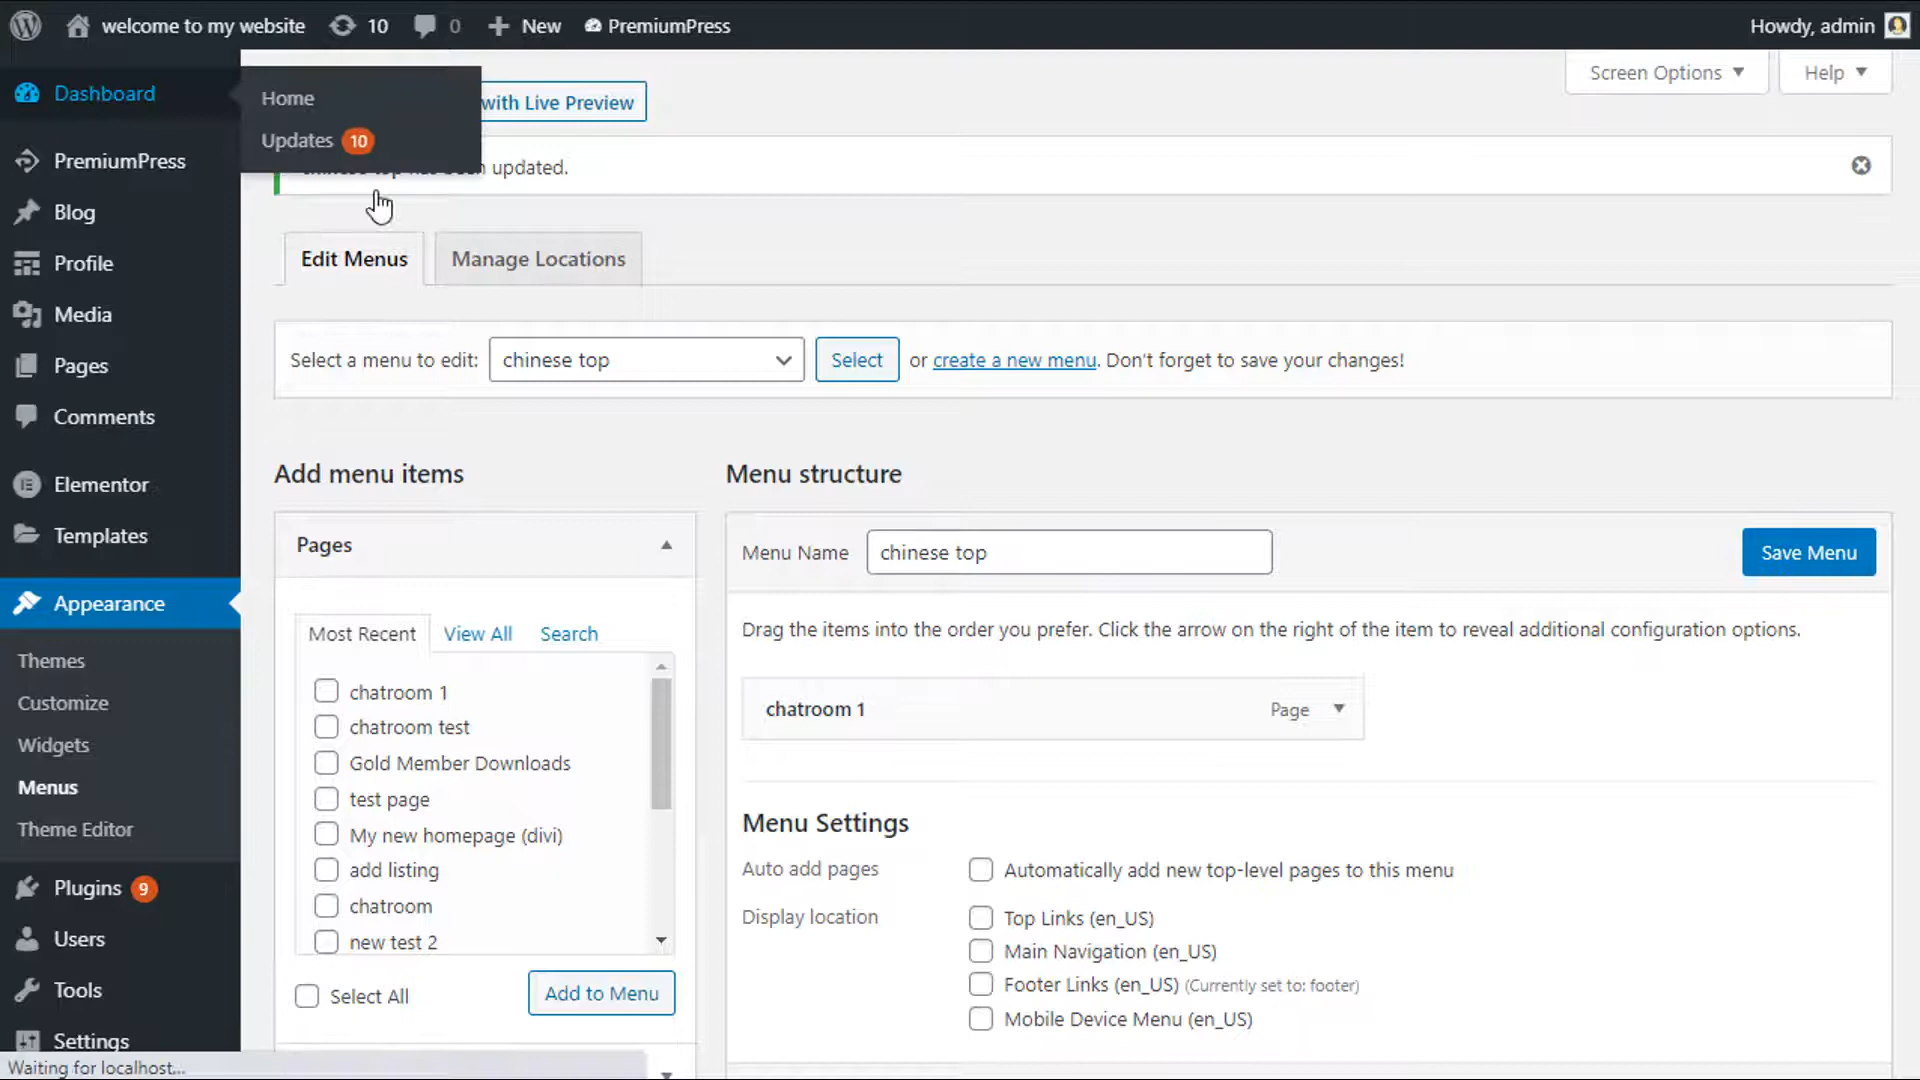 welcome to my website 10 0 New PremiumPress Howdy, admin
Screen Options Help
Dashboard
Home
Updates 10
with Live Preview
updated.
PremiumPress
Blog
Profile
Media
Pages
Comments
Elementor
Templates
Appearance
Themes
Customize
Widgets
Menus
Theme Editor
Plugins 9
Users
Tools
Settings
Edit Menus Manage Locations
Select a menu to edit: chinese top Select or create a new menu. Don't forget to save your changes!
Add menu items
Pages
Most Recent View All Search
chatroom 1
chatroom test
Gold Member Downloads
test page
My new homepage (divi)
add listing
chatroom
new test 2
Select All Add to Menu
Menu structure
Menu Name chinese top Save Menu
Drag the items into the order you prefer. Click the arrow on the right of the item to reveal additional configuration options.
chatroom 1 Page
Menu Settings
Auto add pages Automatically add new top-level pages to this menu
Display location Top Links (en_US)
Main Navigation (en_US)
Footer Links (en_US) (Currently set to: footer)
Mobile Device Menu (en_US)
Waiting for localhost...